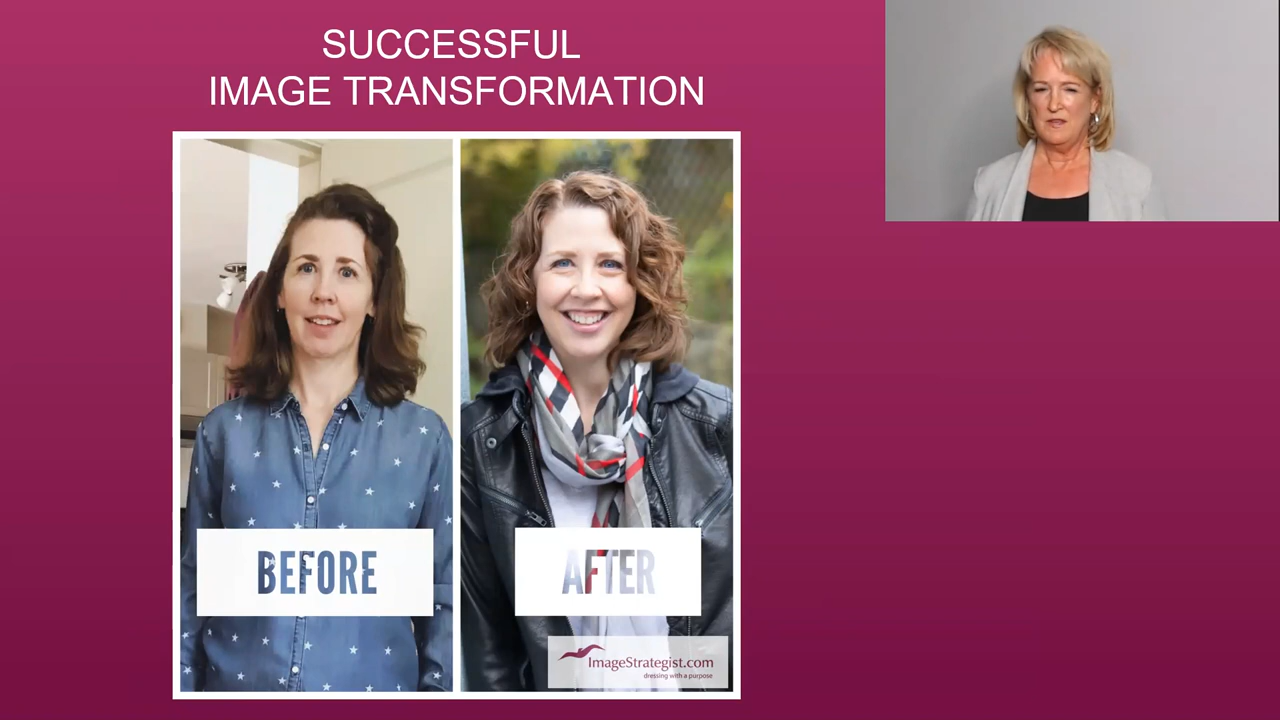 SUCCESSFUL
IMAGE TRANSFORMATION
BEFORE
AFTER
ImageStrategist.com
dressing with a purpose